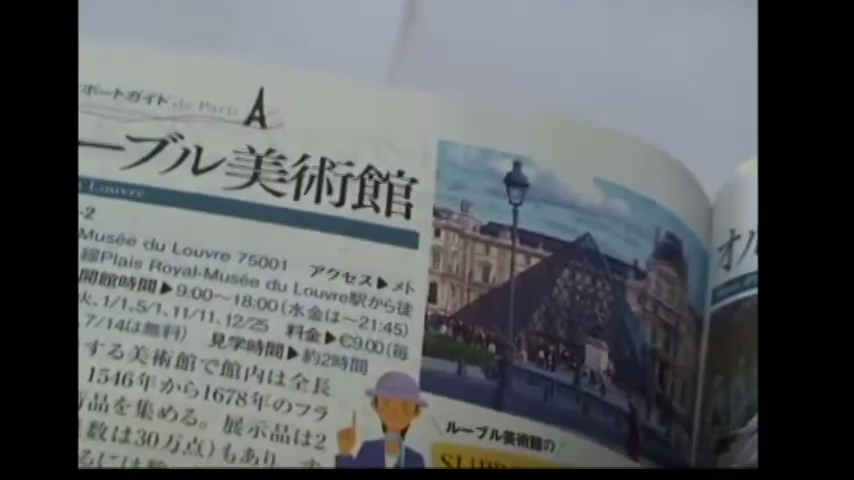 ポートガイド de Paris
ーブル美術館
Louvre
-2
Musée du Louvre 75001 アクセス▶メト
線Plais Royal-Musée du Louvre駅から徒
開館時間▶9:00〜18:00(水金は〜21:45)
火、1/1、5/1、11/11、12/25 料金▶€9.00(毎
、7/14は無料) 見学時間▶約2時間
する美術館で館内は全長
1546年から1678年のフラ
品を集める。展示品は2
数は30万点)もあり、す
るには
ルーブル美術館の
オル